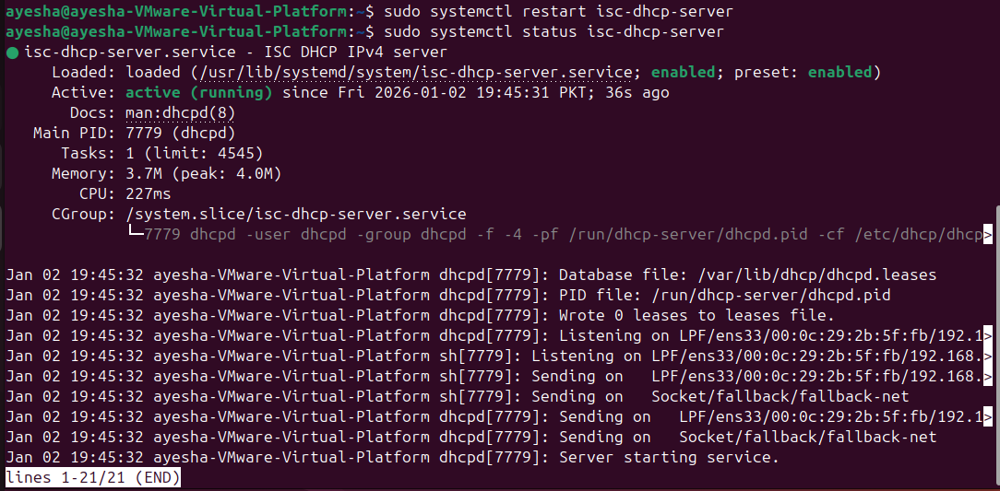 ayesha@ayesha-VMware-Virtual-Platform:~$ sudo systemctl restart isc-dhcp-server
ayesha@ayesha-VMware-Virtual-Platform:~$ sudo systemctl status isc-dhcp-server
● isc-dhcp-server.service - ISC DHCP IPv4 server
     Loaded: loaded (/usr/lib/systemd/system/isc-dhcp-server.service; enabled; preset: enabled)
     Active: active (running) since Fri 2026-01-02 19:45:31 PKT; 36s ago
       Docs: man:dhcpd(8)
   Main PID: 7779 (dhcpd)
      Tasks: 1 (limit: 4545)
     Memory: 3.7M (peak: 4.0M)
        CPU: 227ms
     CGroup: /system.slice/isc-dhcp-server.service
             └─7779 dhcpd -user dhcpd -group dhcpd -f -4 -pf /run/dhcp-server/dhcpd.pid -cf /etc/dhcp/dhcp>
Jan 02 19:45:32 ayesha-VMware-Virtual-Platform dhcpd[7779]: Database file: /var/lib/dhcp/dhcpd.leases
Jan 02 19:45:32 ayesha-VMware-Virtual-Platform dhcpd[7779]: PID file: /run/dhcp-server/dhcpd.pid
Jan 02 19:45:32 ayesha-VMware-Virtual-Platform dhcpd[7779]: Wrote 0 leases to leases file.
Jan 02 19:45:32 ayesha-VMware-Virtual-Platform dhcpd[7779]: Listening on LPF/ens33/00:0c:29:2b:5f:fb/192.1>
Jan 02 19:45:32 ayesha-VMware-Virtual-Platform sh[7779]: Listening on LPF/ens33/00:0c:29:2b:5f:fb/192.168.>
Jan 02 19:45:32 ayesha-VMware-Virtual-Platform sh[7779]: Sending on   LPF/ens33/00:0c:29:2b:5f:fb/192.168.>
Jan 02 19:45:32 ayesha-VMware-Virtual-Platform sh[7779]: Sending on   Socket/fallback/fallback-net
Jan 02 19:45:32 ayesha-VMware-Virtual-Platform dhcpd[7779]: Sending on   LPF/ens33/00:0c:29:2b:5f:fb/192.1>
Jan 02 19:45:32 ayesha-VMware-Virtual-Platform dhcpd[7779]: Sending on   Socket/fallback/fallback-net
Jan 02 19:45:32 ayesha-VMware-Virtual-Platform dhcpd[7779]: Server starting service.
lines 1-21/21 (END)